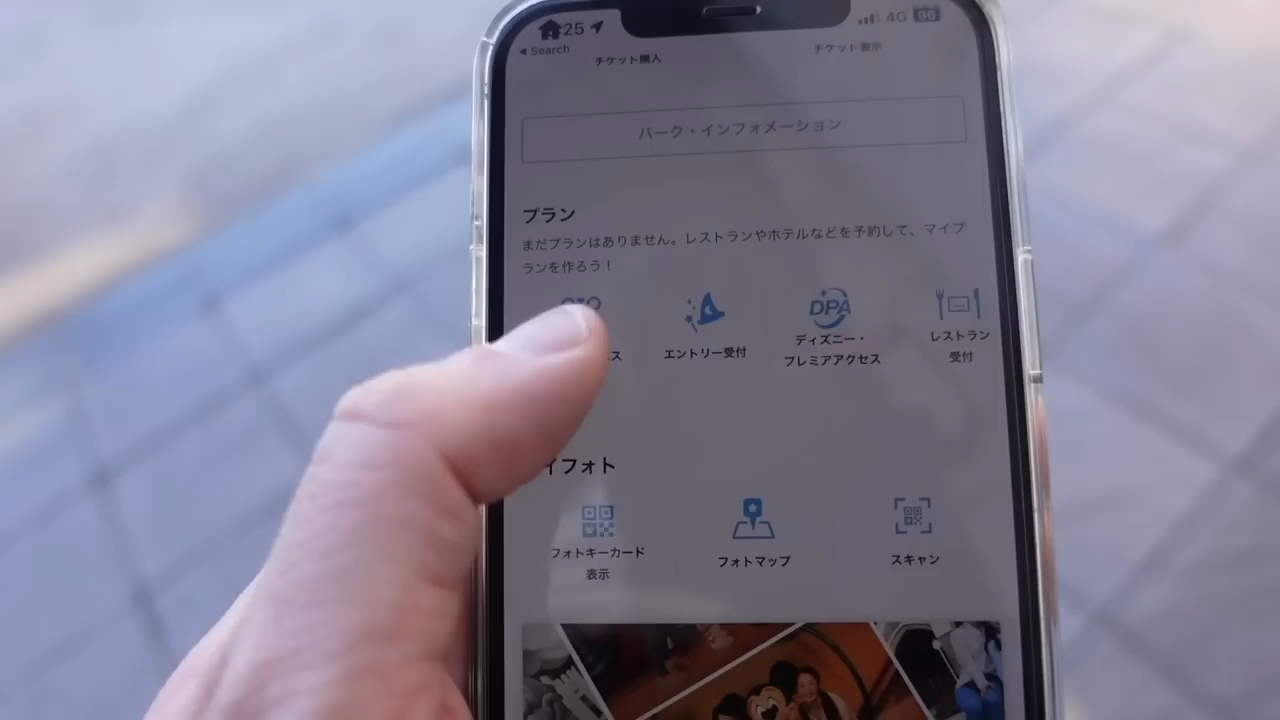 25
4G 96
Search
チケット購入
チケット表示
パーク・インフォメーション
プラン
まだプランはありません。レストランやホテルなどを予約して、マイプ
ランを作ろう！
ス
エントリー受付
DPA
ディズニー・
プレミアアクセス
レストラン
受付
イフォト
フォトキーカード
表示
フォトマップ
スキャン